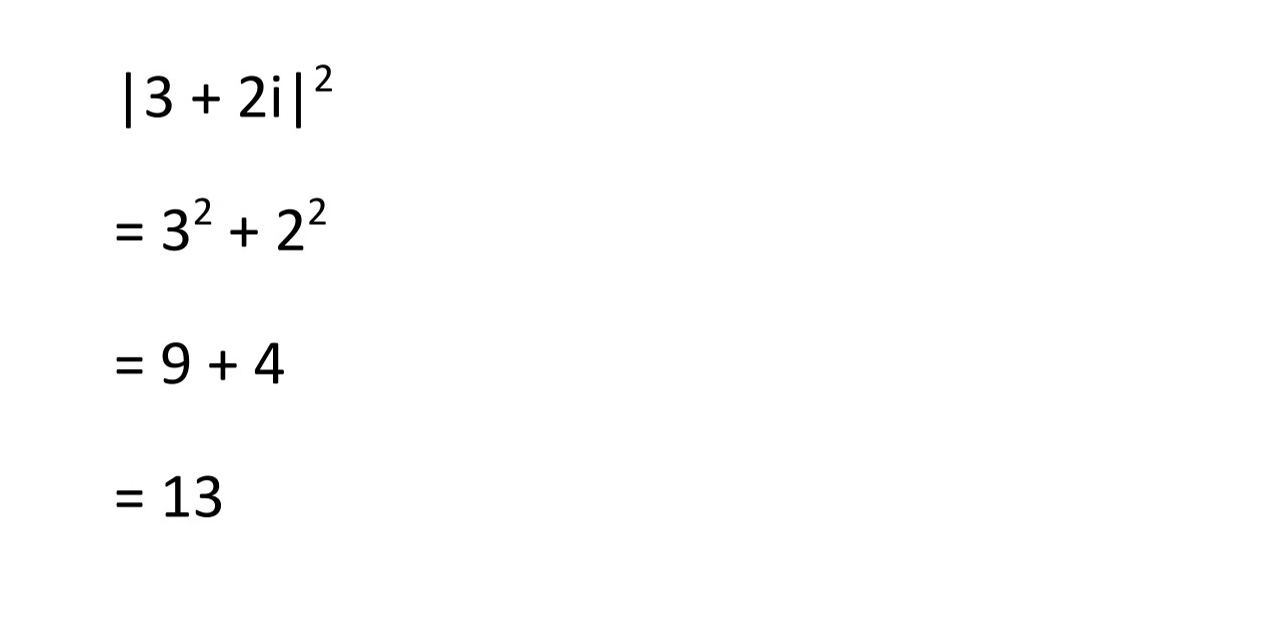 |3 + 2i|²
= 3² + 2²
= 9 + 4
= 13